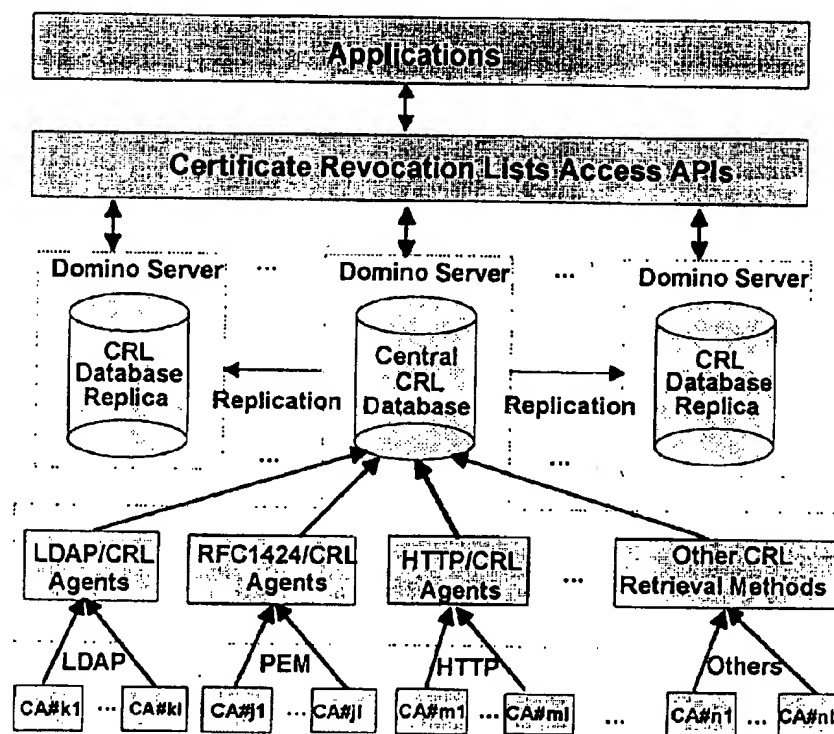 Applications
Certificate Revocation Lists Access APIs
Domino Server ... Domino Server ... Domino Server
CRL Database Replica
Replication
Central CRL Database
Replication
CRL Database Replica
... ...
LDAP/CRL Agents
RFC1424/CRL Agents
HTTP/CRL Agents
...
Other CRL Retrieval Methods
LDAP PEM HTTP Others
CA#k1 ... CA#kl CA#j1 ... CA#jl CA#m1 ... CA#ml ... CA#n1 ... CA#nl